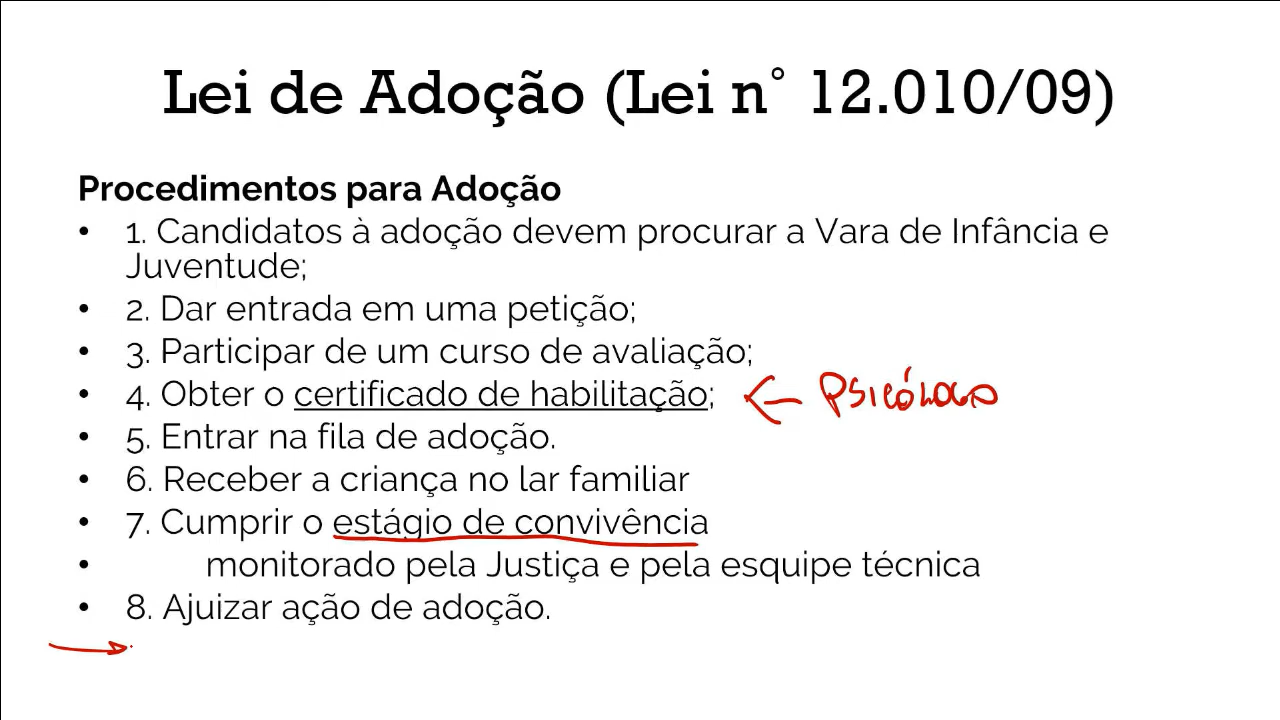 Lei de Adoção (Lei n° 12.010/09)
Procedimentos para Adoção
• 1. Candidatos à adoção devem procurar a Vara de Infância e
Juventude;
• 2. Dar entrada em uma petição;
• 3. Participar de um curso de avaliação;
• 4. Obter o certificado de habilitação; ← PSICÓLOGO
• 5. Entrar na fila de adoção.
• 6. Receber a criança no lar familiar
• 7. Cumprir o estágio de convivência
• monitorado pela Justiça e pela esquipe técnica
• 8. Ajuizar ação de adoção.